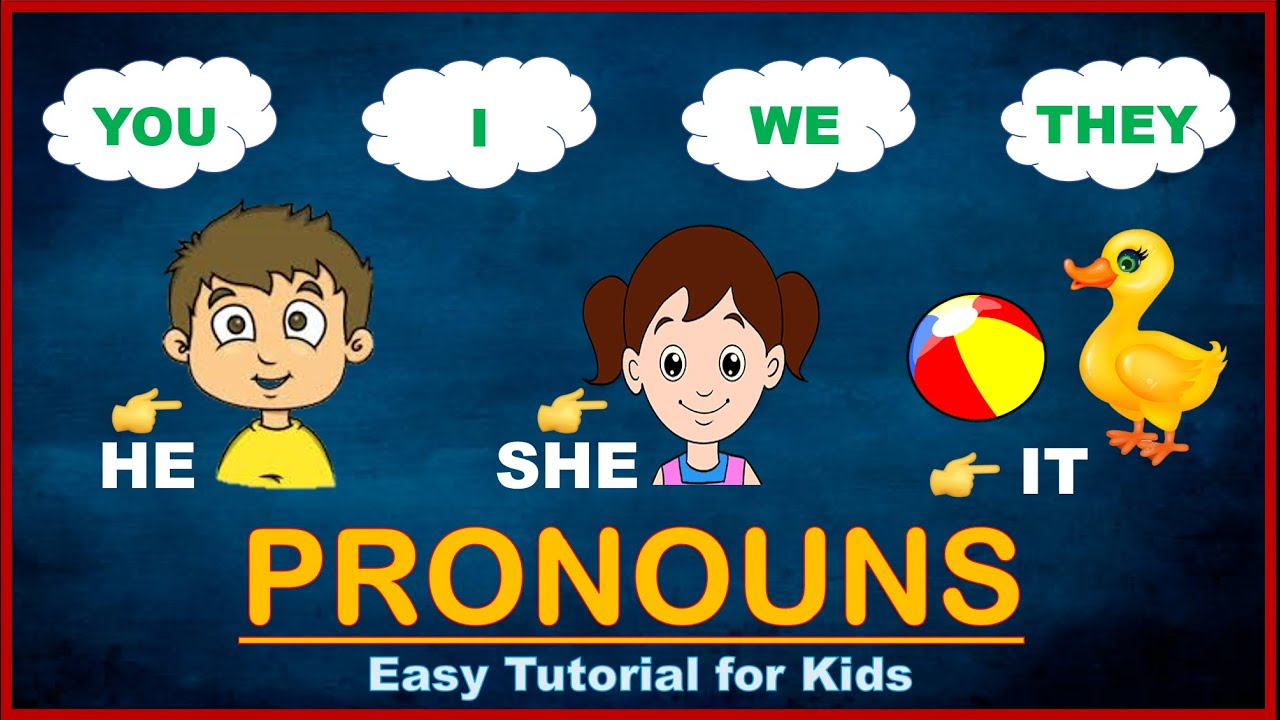 YOU I WE THEY
HE SHE IT
PRONOUNS
Easy Tutorial for Kids